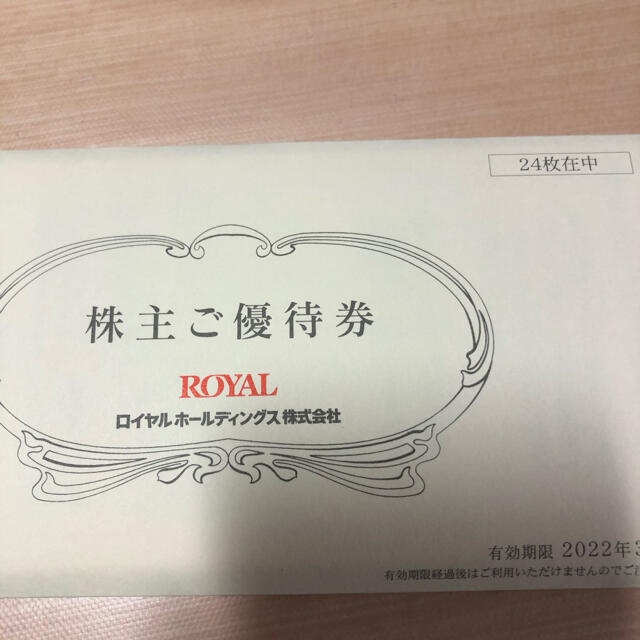 24枚在中
株主ご優待券
ROYAL
ロイヤルホールディングス株式会社
有効期限 2022年3
有効期限経過後はご利用いただけませんのでご